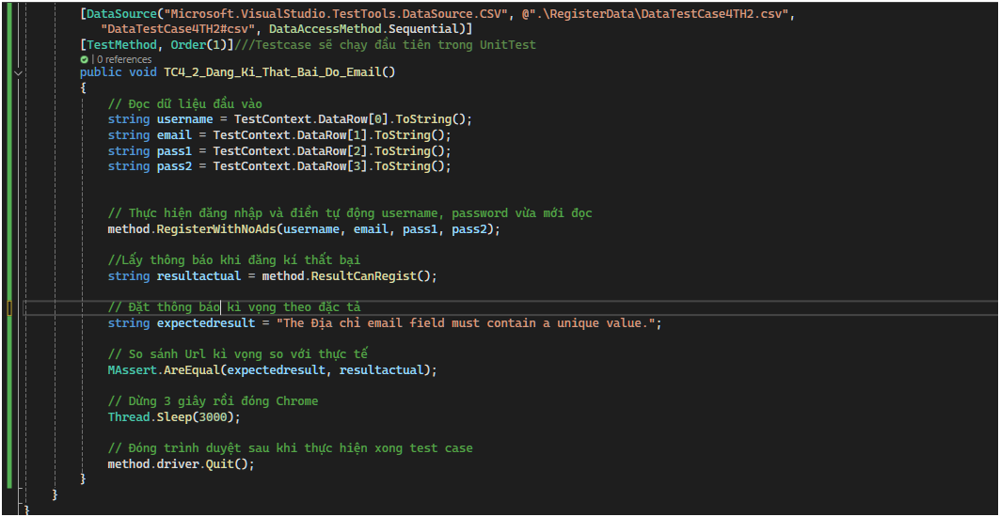 [DataSource("Microsoft.VisualStudio.TestTools.DataSource.CSV", @".\RegisterData\DataTestCase4TH2.csv",
"DataTestCase4TH2#csv", DataAccessMethod.Sequential)]
[TestMethod, Order(1)]///Testcase sẽ chạy đầu tiên trong UnitTest
| 0 references
public void TC4_2_Dang_Ki_That_Bai_Do_Email()
{
// Đọc dữ liệu đầu vào
string username = TestContext.DataRow[0].ToString();
string email = TestContext.DataRow[1].ToString();
string pass1 = TestContext.DataRow[2].ToString();
string pass2 = TestContext.DataRow[3].ToString();
// Thực hiện đăng nhập và điền tự động username, password vừa mới đọc
method.RegisterWithNoAds(username, email, pass1, pass2);
//Lấy thông báo khi đăng kí thất bại
string resultactual = method.ResultCanRegist();
// Đặt thông báo kì vọng theo đặc tả
string expectedresult = "The Địa chỉ email field must contain a unique value.";
// So sánh Url kì vọng so với thực tế
MAssert.AreEqual(expectedresult, resultactual);
// Dừng 3 giây rồi đóng Chrome
Thread.Sleep(3000);
// Đóng trình duyệt sau khi thực hiện xong test case
method.driver.Quit();
}
}
}